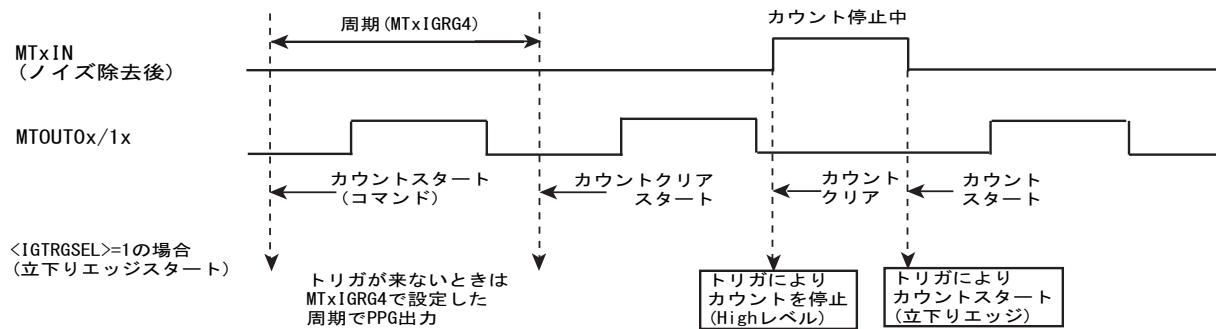 周期(MTxIGRG4)
カウント停止中
MTxIN
(ノイズ除去後)
MTOUT0x/1x
カウントスタート
(コマンド)
カウントクリア
スタート
カウント
クリア
カウント
スタート
<IGTRGSEL>=1の場合
(立下りエッジスタート)
トリガが来ないときは
MTxIGRG4で設定した
周期でPPG出力
トリガにより
カウントを停止
(Highレベル)
トリガにより
カウントスタート
(立下りエッジ)